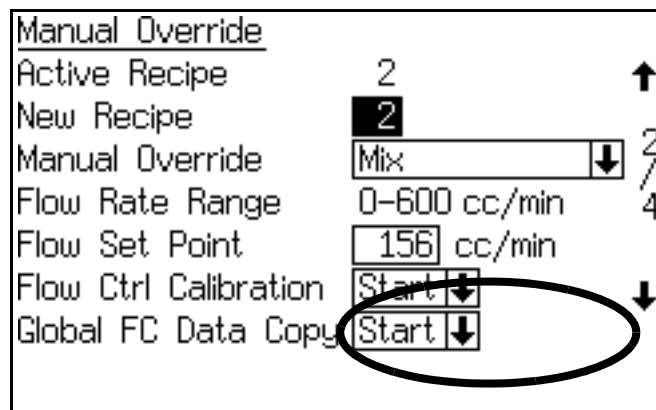 Manual Override
Active Recipe 2
New Recipe 2
Manual Override Mix
Flow Rate Range 0-600 cc/min
Flow Set Point 156 cc/min
Flow Ctrl Calibration Start
Global FC Data Copy Start
2/4